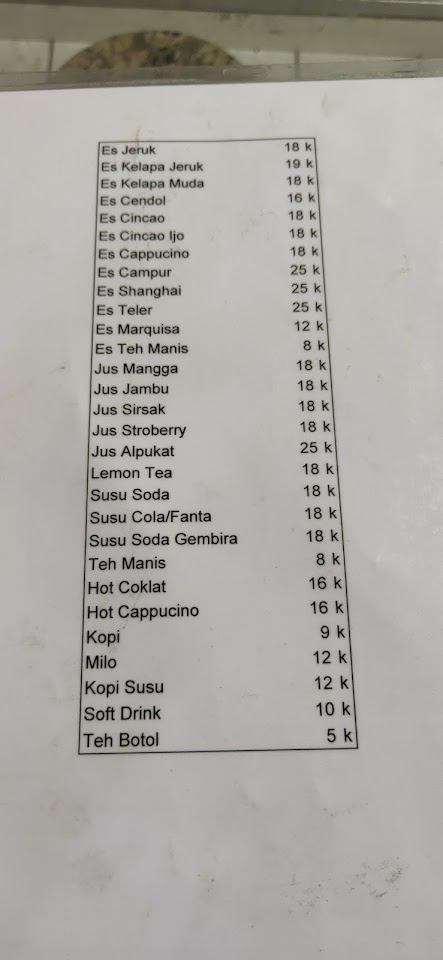 Es Jeruk 18 k
Es Kelapa Jeruk 19 k
Es Kelapa Muda 18 k
Es Cendol 16 k
Es Cincao 18 k
Es Cincao Ijo 18 k
Es Cappucino 18 k
Es Campur 25 k
Es Shanghai 25 k
Es Teler 25 k
Es Marquisa 12 k
Es Teh Manis 8 k
Jus Mangga 18 k
Jus Jambu 18 k
Jus Sirsak 18 k
Jus Stroberry 18 k
Jus Alpukat 25 k
Lemon Tea 18 k
Susu Soda 18 k
Susu Cola/Fanta 18 k
Susu Soda Gembira 18 k
Teh Manis 8 k
Hot Coklat 16 k
Hot Cappucino 16 k
Kopi 9 k
Milo 12 k
Kopi Susu 12 k
Soft Drink 10 k
Teh Botol 5 k